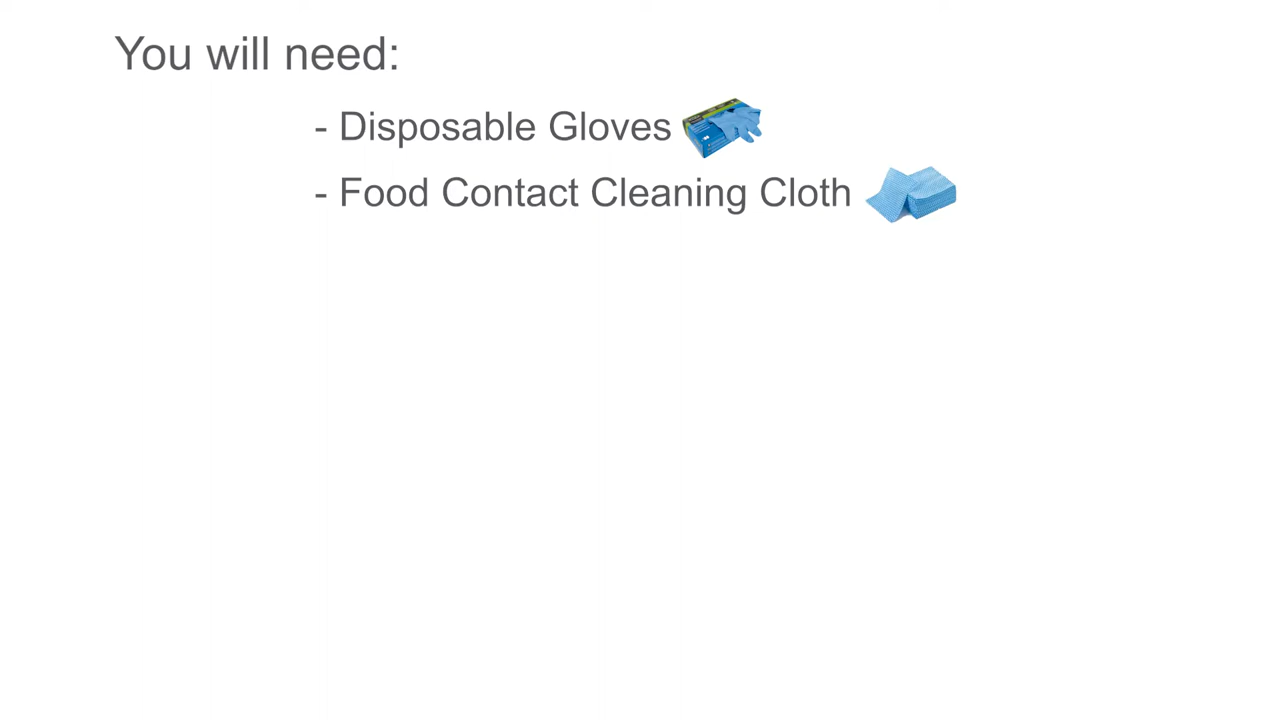 You will need:
- Disposable Gloves
- Food Contact Cleaning Cloth